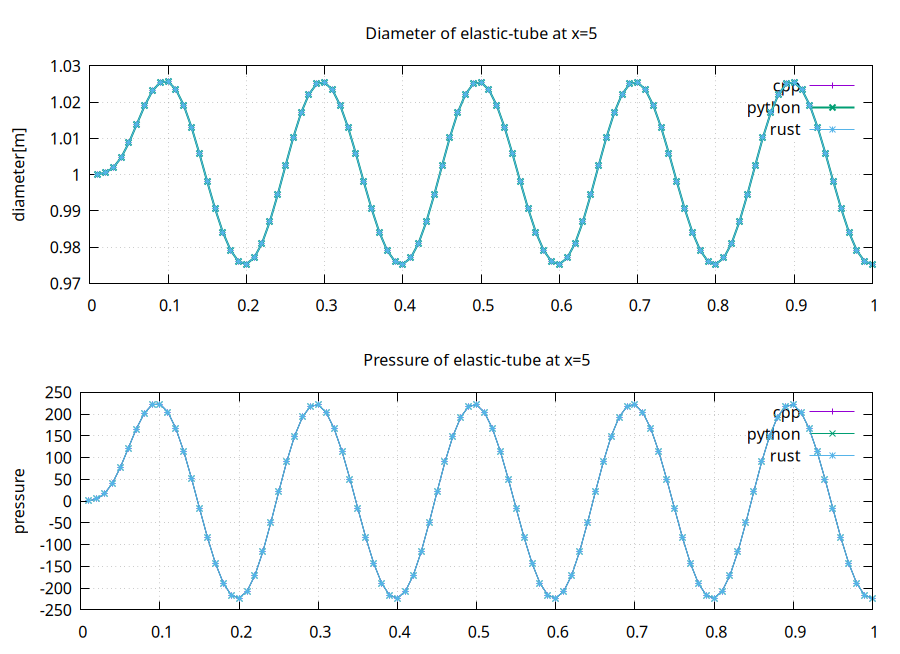 Diameter of elastic-tube at x=5
1.03
1.02
1.01
1
0.99
0.98
0.97
diameter[m]
cpp
python
rust
0 0.1 0.2 0.3 0.4 0.5 0.6 0.7 0.8 0.9 1
Pressure of elastic-tube at x=5
250
200
150
100
50
0
-50
-100
-150
-200
-250
pressure
cpp
python
rust
0 0.1 0.2 0.3 0.4 0.5 0.6 0.7 0.8 0.9 1